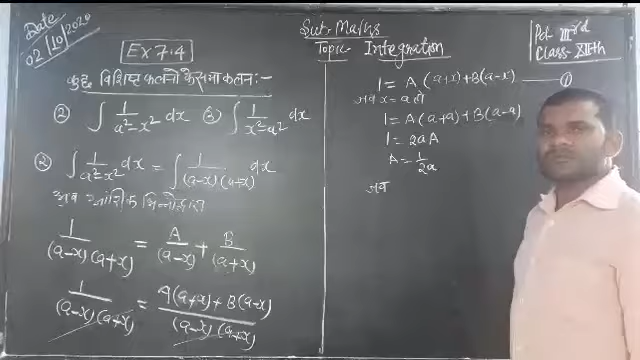 Date
02/10/2020
Sub- Maths
Topic- Integration
Pd- IIIrd
Class- XIIth
Ex 7.4
कुछ विशिष्ट फलनों के समाकलन :-
② ∫ 1/(a²-x²) dx ③ ∫ 1/(x²-a²) dx
② ∫ 1/(a²-x²) dx = ∫ 1/((a-x)(a+x)) dx
अब आंशिक भिन्नो द्वारा
1/((a-x)(a+x)) = A/(a-x) + B/(a+x)
1/((a-x)(a+x)) = (A(a+x) + B(a-x))/((a-x)(a+x))
1 = A(a+x) + B(a-x) — ①
जब x = a तो
1 = A(a+a) + B(a-a)
1 = 2aA
A = 1/2a
जब